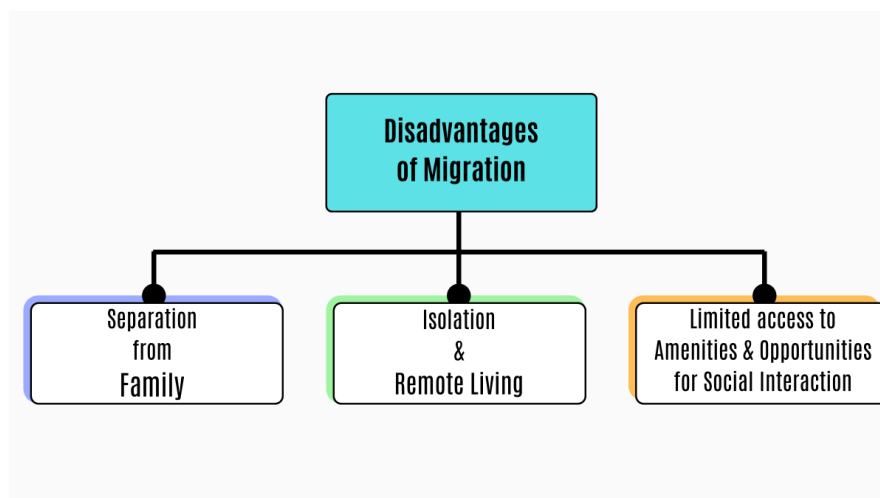 Disadvantages
of Migration
Separation
from
Family
Isolation
&
Remote Living
Limited access to
Amenities & Opportunities
for Social Interaction